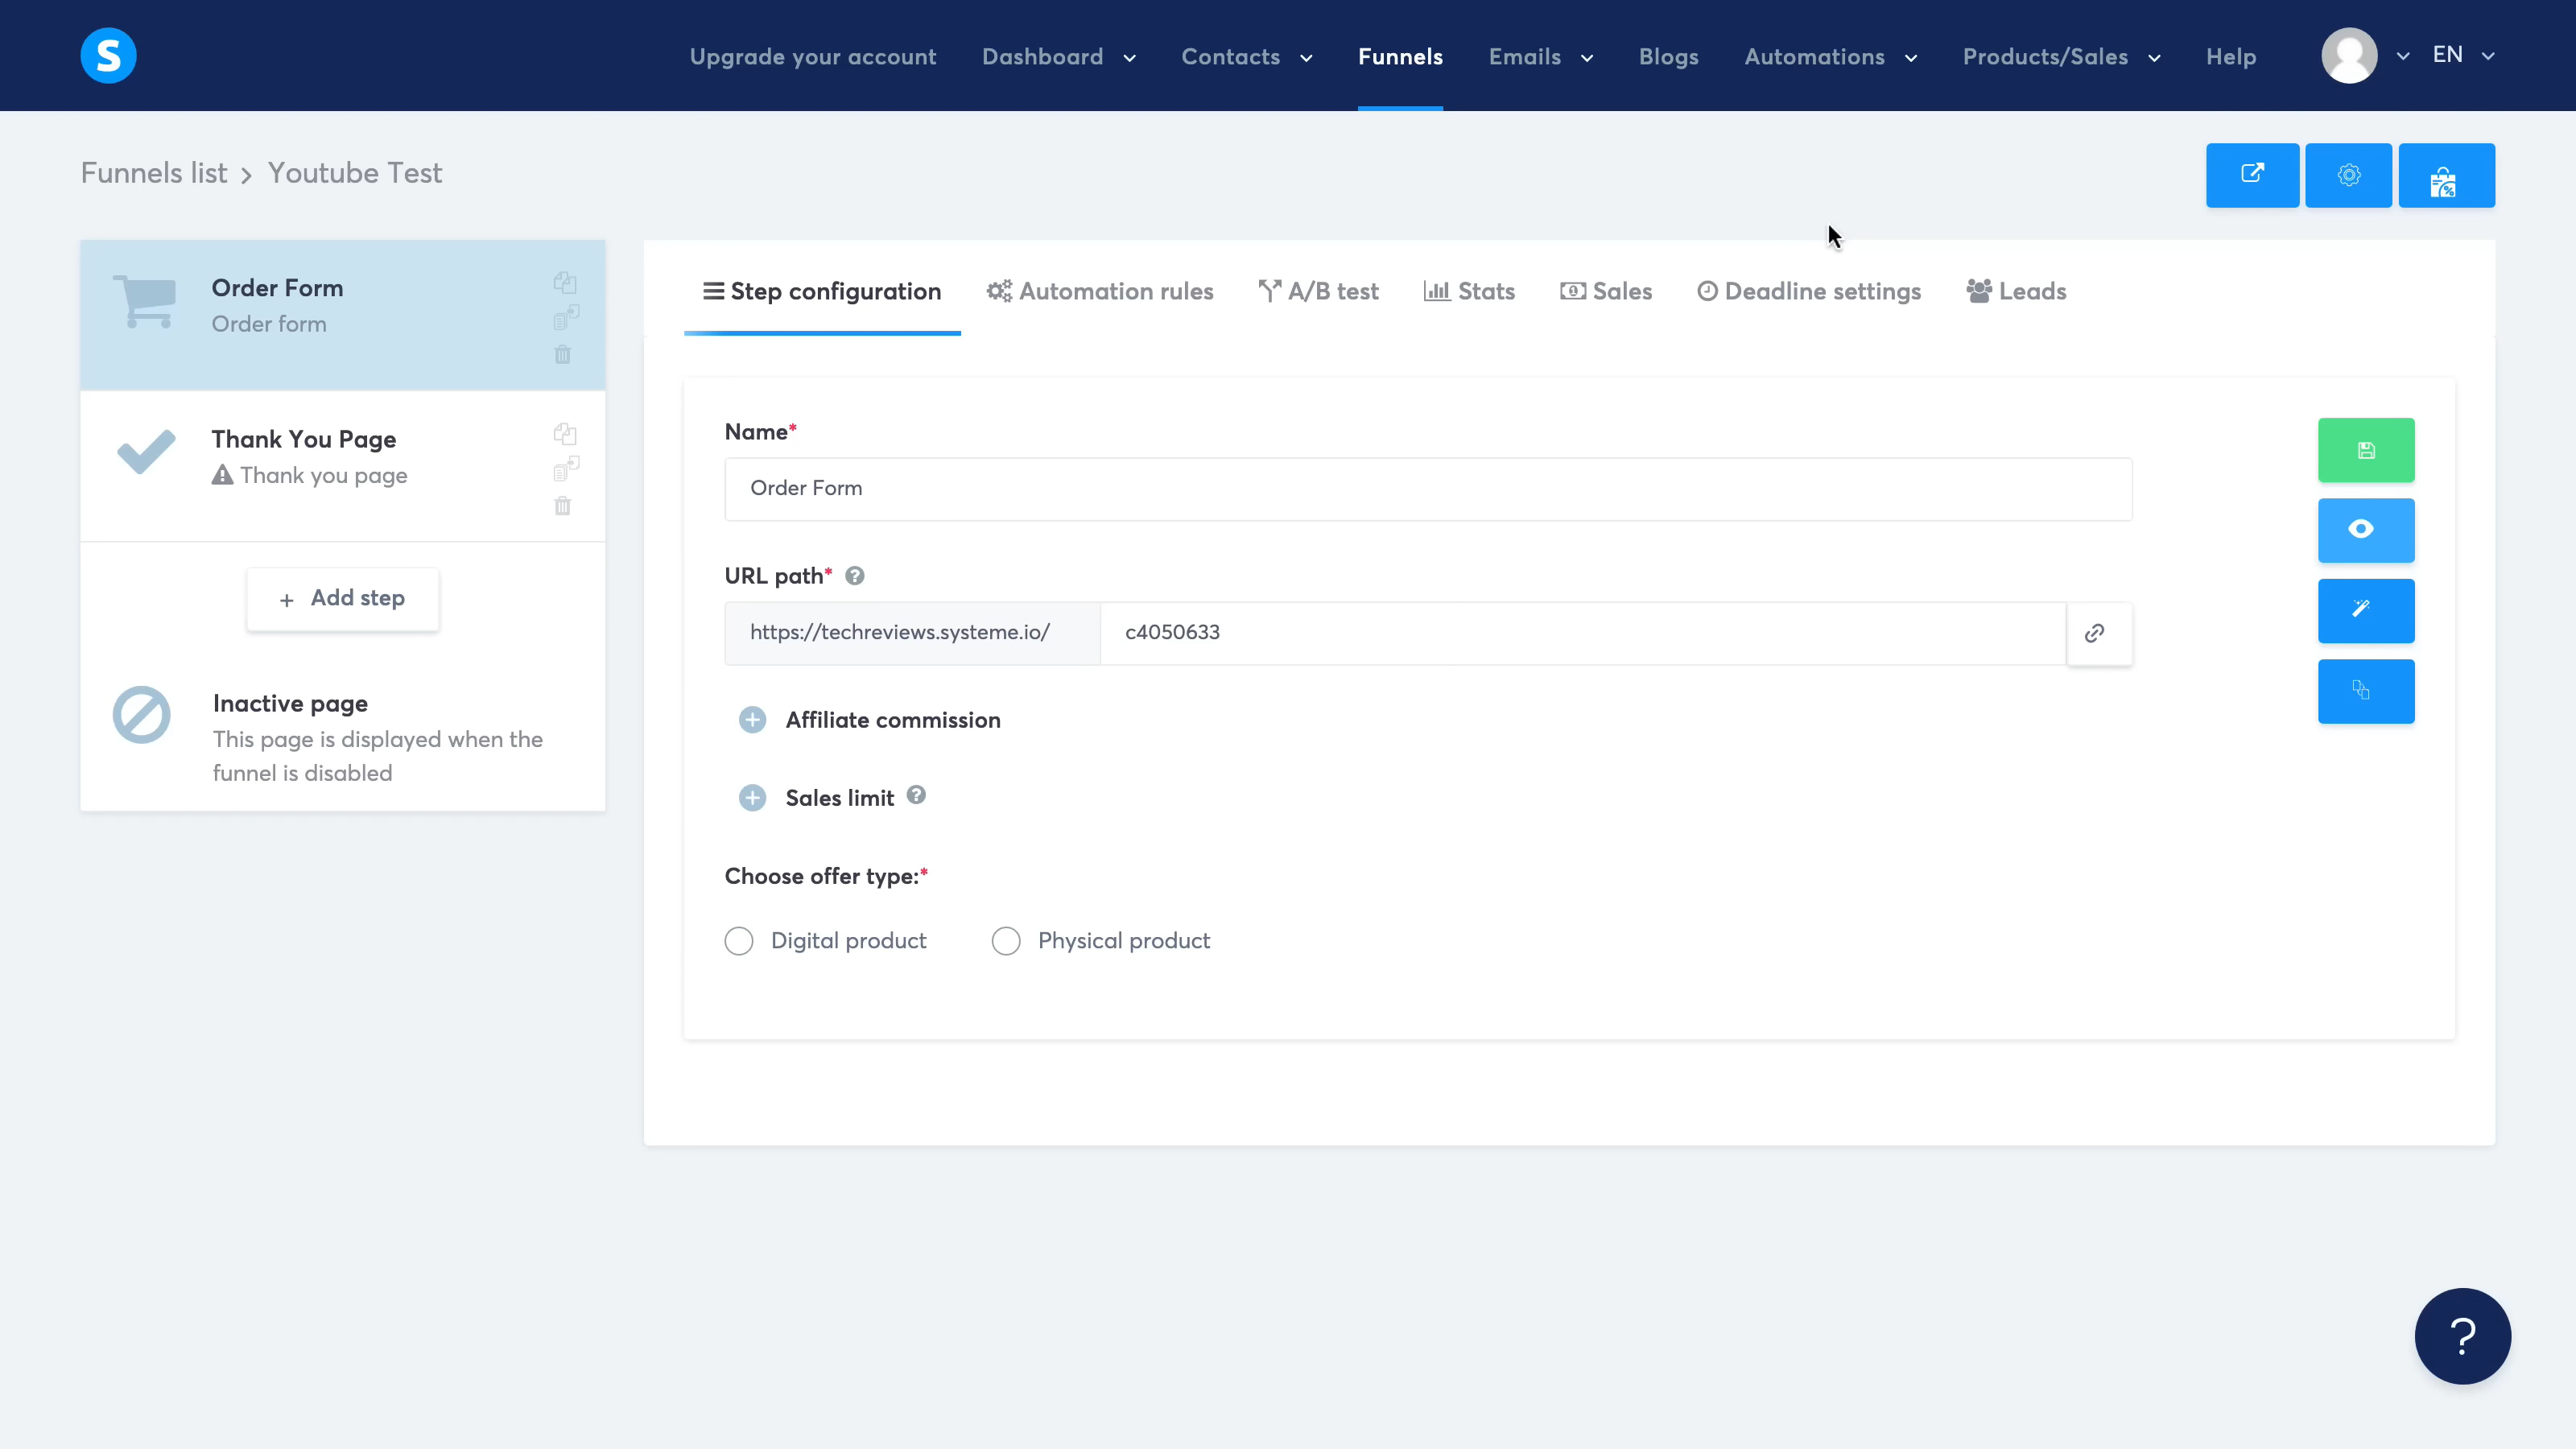 S
Upgrade your account
Dashboard
Contacts
Funnels
Emails
Blogs
Automations
Products/Sales
Help
EN
Funnels list > Youtube Test
Order Form
Order form
Thank You Page
Thank you page
+ Add step
Inactive page
This page is displayed when the
funnel is disabled
Step configuration
Automation rules
A/B test
Stats
Sales
Deadline settings
Leads
Name*
Order Form
URL path* ?
https://techreviews.systeme.io/
c4050633
Affiliate commission
Sales limit ?
Choose offer type:*
Digital product
Physical product
?